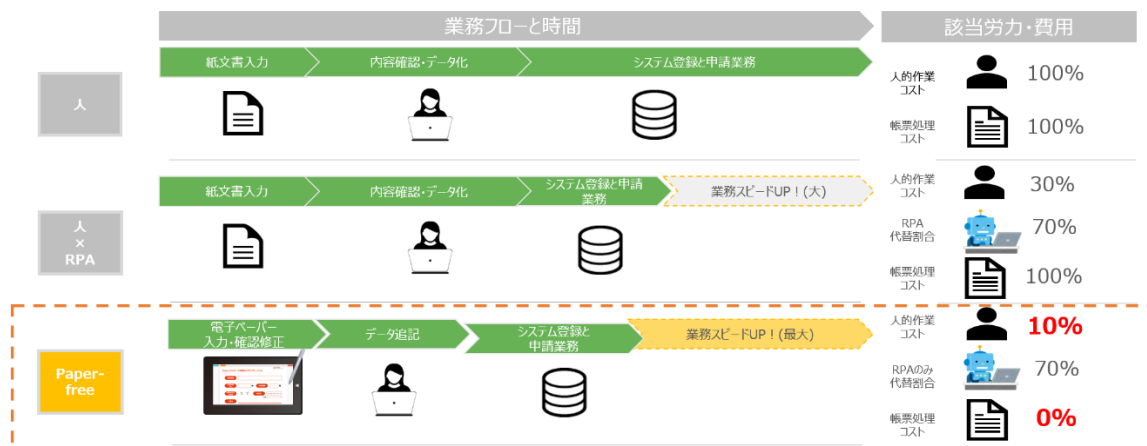 業務フローと時間
該当労力・費用
人
紙文書入力
内容確認・データ化
システム登録と申請業務
人的作業
コスト
100%
帳票処理
コスト
100%
人
×
RPA
紙文書入力
内容確認・データ化
システム登録と申請
業務
業務スピードUP！(大)
人的作業
コスト
30%
RPA
代替割合
70%
帳票処理
コスト
100%
Paper-
free
電子ペーパー
入力・確認修正
データ追記
システム登録と
申請業務
業務スピードUP！(最大)
人的作業
コスト
10%
RPAのみ
代替割合
70%
帳票処理
コスト
0%